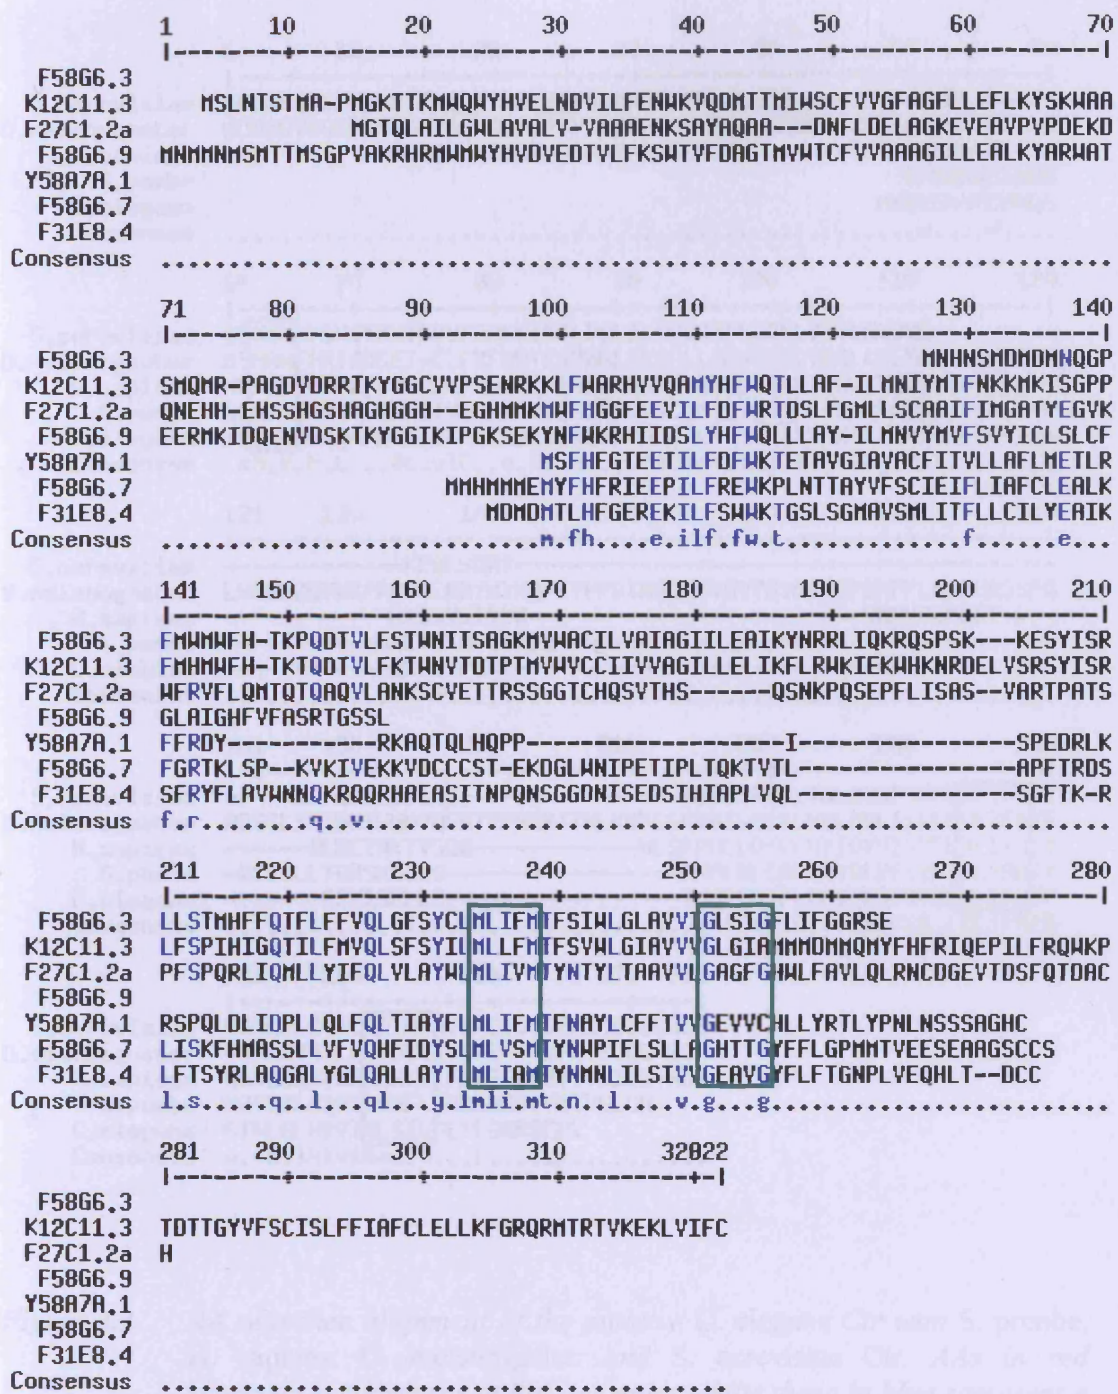 1 10 20 30 40 50 60 70
|--------+---------+---------+---------+---------+---------+---------|
F58G6.3
K12C11.3 MSLNTSTMA-PMGKTTKMWQWYHVELNDVILFENWKVQDMTTMIWSCFVVGFAGFLLEFLKYSKWAA
F27C1.2a MGTQLAILGWLAVALV-VAAAENKSAYAQAA--DNFLDELAGKEVEAVPVPDEKD
F58G6.9 MNMMNMSMTTMSGPVAKRHRMWMWYHVDVEDTVLFKSWTVFDAGTMVWTCFVVAAAGILLEALKYARWAT
Y58A7A.1
F58G6.7
F31E8.4
Consensus ......................................................................
71 80 90 100 110 120 130 140
|--------+---------+---------+---------+---------+---------+---------|
F58G6.3 MNHNSMDMDMNQGP
K12C11.3 SMQMR-PAGDVDRRTKYGGCVVPSENRKKLFWARHVVQAMYHFWQTLLAF-ILMNIYMTFNKKMKISGPP
F27C1.2a QNEHH-EHSSHGSHAGHGGH--EGHMMKMWFHGGFEEVILFDFWRTDSLFGMLLSCAAIFIMGATYEGVK
F58G6.9 EERMKIDQENVDSKTKYGGIKIPGKSEKYNFWKRHIIDSLYHFWQLLLAY-ILMNVYMVFSVYICLSLCF
Y58A7A.1 MSFHFGTEETILFDFWKTETAVGIAVACFITVLLAFLMETLR
F58G6.7 MMHMMMEMYFHFRIEEPILFREWKPLNTTAYVFSCIEIFLIAFCLEALK
F31E8.4 MDMDMTLHFGEREKILFSWWKTGSLSGMAVSMLITFLLCILYEAIK
Consensus ............................m.fh....e.ilf.fw.t.............f......e....
141 150 160 170 180 190 200 210
|--------+---------+---------+---------+---------+---------+---------|
F58G6.3 FMWMWFH-TKPQDTVLFSTWNITSAGKMVWACILVAIAGIILEAIKYNRRLIQKRQSPSK---KESYISR
K12C11.3 FMHMWFH-TKTQDTVLFKTWNVTDTPTMVWVCCIIVVAGILLELIKFLRWKIEKWHKNRDELVSRSYISR
F27C1.2a WFRVFLQMTQTQAQVLANKSCVETTRSSGGTCHQSVTHS------QSNKPQSEPFLISAS--VARTPATS
F58G6.9 GLAIGHFVFASRTGSSL
Y58A7A.1 FFRDY-----------RKAQTQLHQPP-------------------I----------------SPEDRLK
F58G6.7 FGRTKLSP--KVKIVEKKVDCCCST-EKDGLWNIPETIPLTQKTVTL----------------APFTRDS
F31E8.4 SFRYFLAVWNNQKRQQRHAEASITNPQNSGGDNISEDSIHIAPLVQL----------------SGFTK-R
Consensus f.r........q..v.......................................................
211 220 230 240 250 260 270 280
|--------+---------+---------+---------+---------+---------+---------|
F58G6.3 LLSTMHFFQTFLFFVQLGFSYCLMLIFMTFSIWLGLAVVIGLSIGFLIFGGRSE
K12C11.3 LFSPIHIGQTILFMVQLSFSYILMLLFMTFSVWLGIAVVVGLGIAMMMDMMQMYFHFRIQEPILFRQWKP
F27C1.2a PFSPQRLIQMLLYIFQLVLAYWLMLIVMTYNTYLTAAVVLGAGFGHWLFAVLQLRNCDGEVTDSFQTDAC
F58G6.9
Y58A7A.1 RSPQLDLIDPLLQLFQLTIAYFLMLIFMTFNAYLCFFTVVGEVVCHLLYRTLYPNLNSSSAGHC
F58G6.7 LISKFHMASSLLVFVQHFIDYSLMLVSMTYNWPIFLSLLAGHTTGYFFLGPMMTVEESEAAGSCCS
F31E8.4 LFTSYRLAQGALYGLQALLAYTLMLIAMTYNMNLILSIVVGEAVGYFLFTGNPLVEQHLT--DCC
Consensus l.s.....q..l...ql...y.lmli.mt....l....v.g...g.........................
281 290 300 310 320322
|--------+---------+---------+---------+-|
F58G6.3
K12C11.3 TDTTGYVFSCISLFFIAFCLELLKFGRQRMTRTVKEKLVIFC
F27C1.2a H
F58G6.9
Y58A7A.1
F58G6.7
F31E8.4
Consensus ..........................................